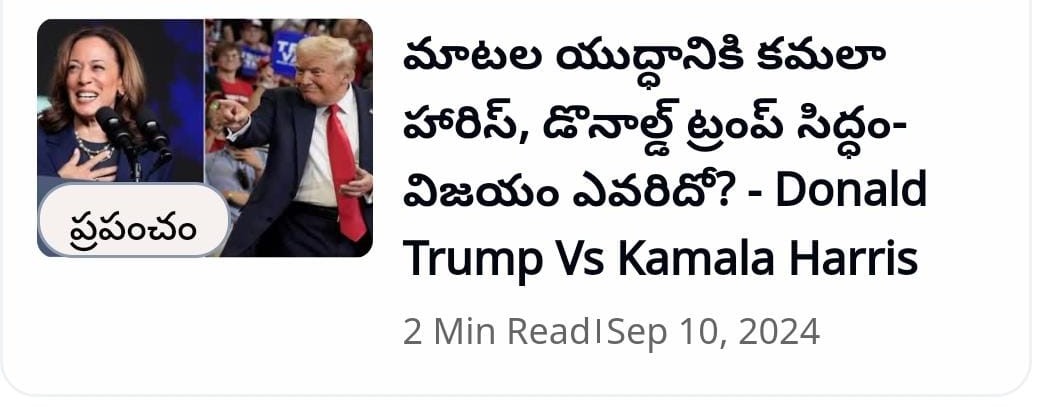 మాటల యుద్ధానికి కమలా
హారిస్, డొనాల్డ్ ట్రంప్ సిద్ధం-
విజయం ఎవరిదో? - Donald
Trump Vs Kamala Harris
ప్రపంచం
2 Min Read|Sep 10, 2024